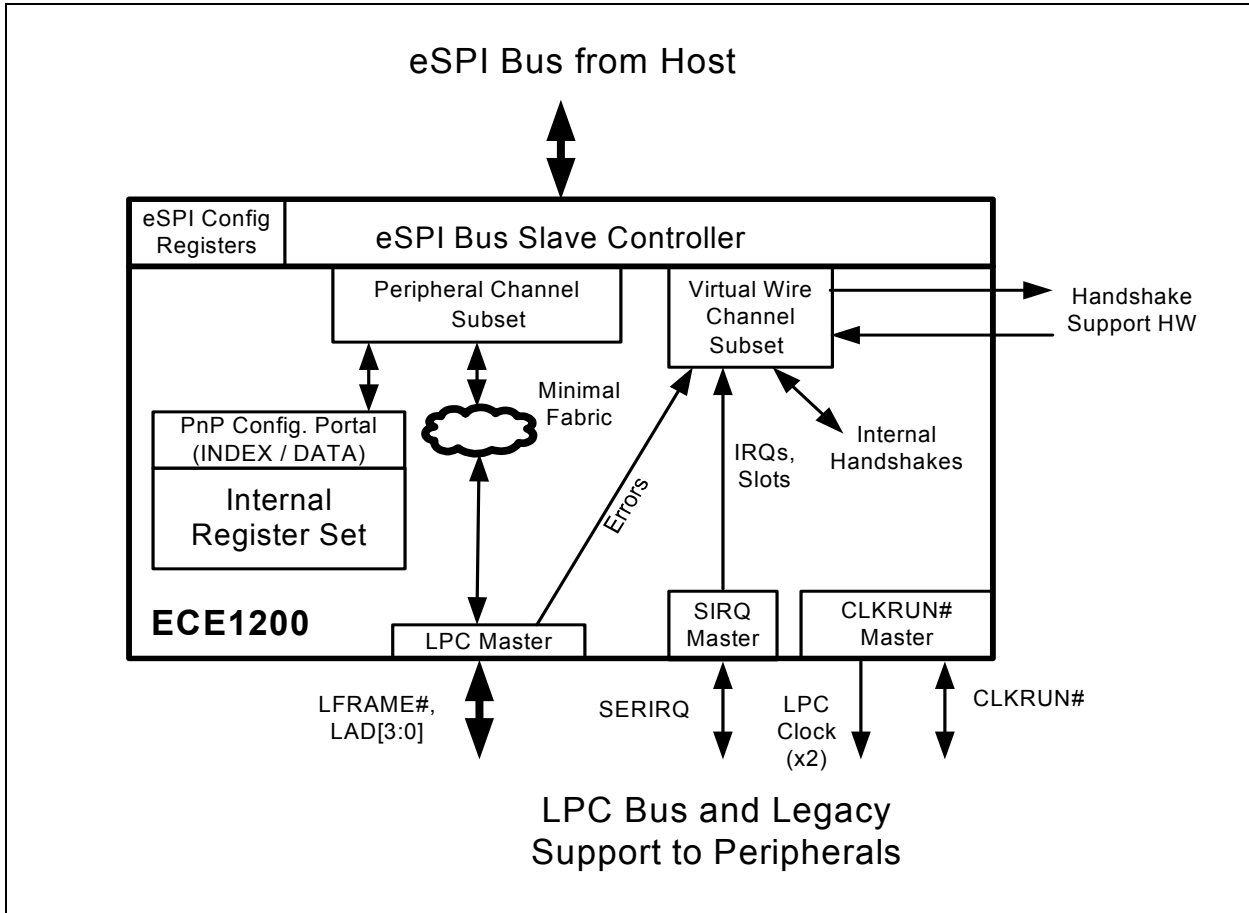 eSPI Bus from Host
eSPI Config
Registers
eSPI Bus Slave Controller
Peripheral Channel
Subset
Virtual Wire
Channel
Subset
Handshake
Support HW
Minimal
Fabric
PnP Config. Portal
(INDEX / DATA)
Internal
Register Set
Errors
IRQs,
Slots
Internal
Handshakes
ECE1200
LPC Master
SIRQ
Master
CLKRUN#
Master
LFRAME#,
LAD[3:0]
SERIRQ
LPC
Clock
(x2)
CLKRUN#
LPC Bus and Legacy
Support to Peripherals